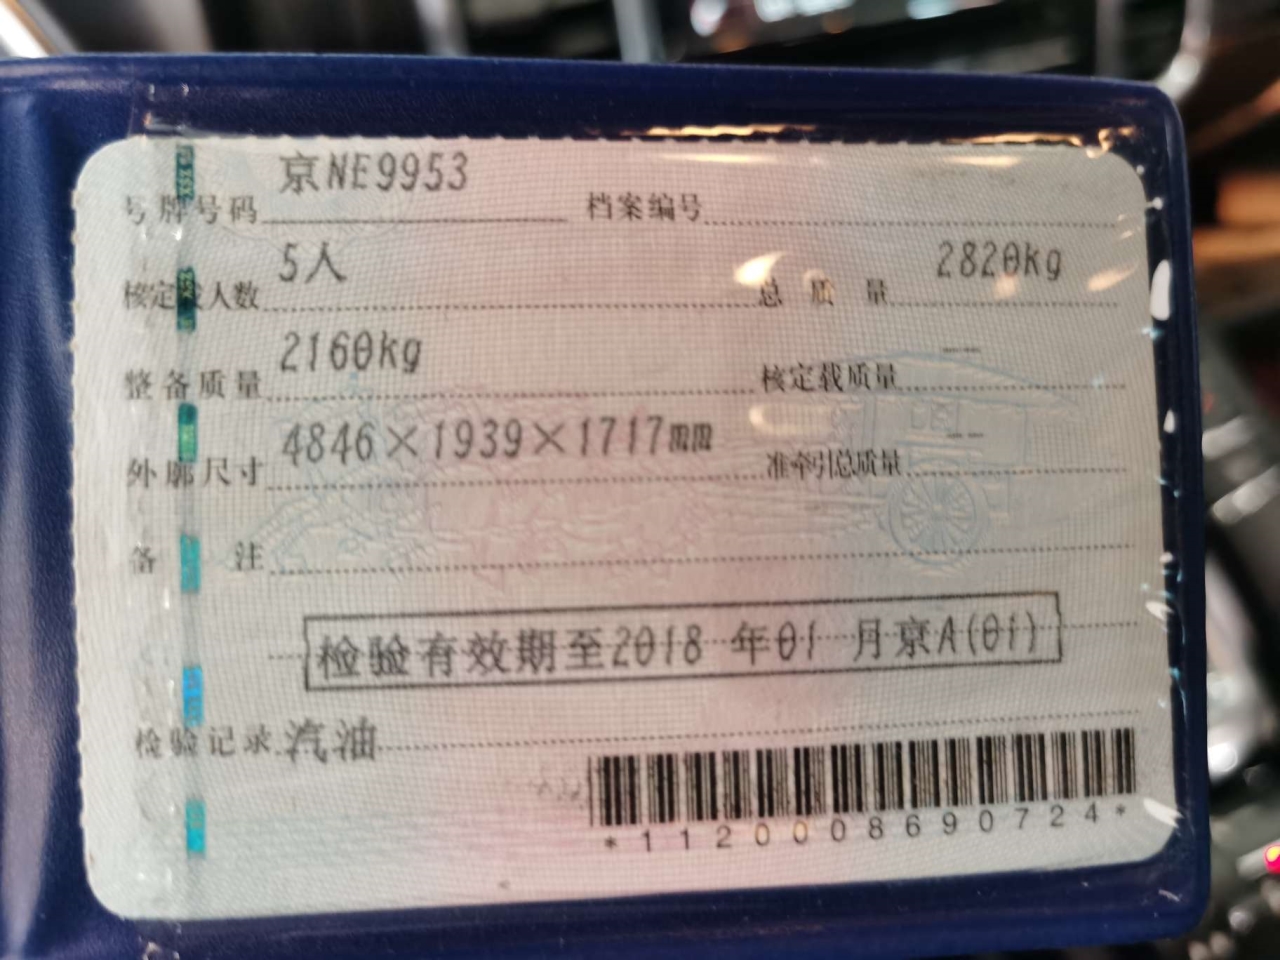 号牌号码 京NE9953 档案编号
核定载人数 5人 总质量 2820kg
整备质量 2160kg 核定载质量 --
外廓尺寸 4846×1939×1717mm 准牵引总质量 --
备注
检验有效期至2018年01月京A(01)
检验记录 汽油
*1120008690724*